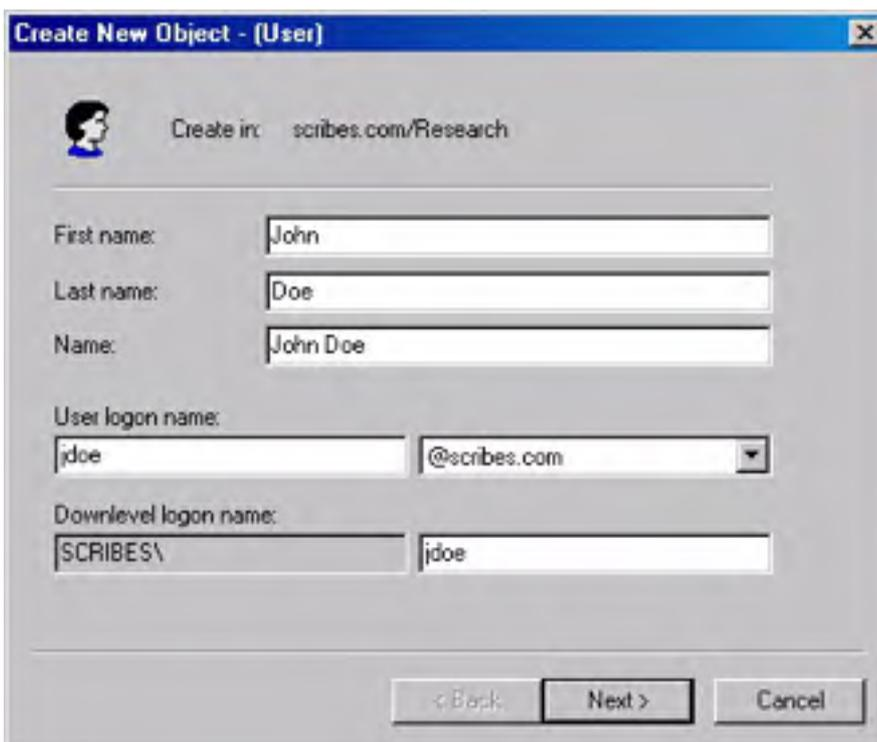 Create New Object - (User)
Create in: scribes.com/Research
First name: John
Last name: Doe
Name: John Doe
User logon name:
jdoe @scribes.com
Downlevel logon name:
SCRIBES\ jdoe
< Back Next > Cancel